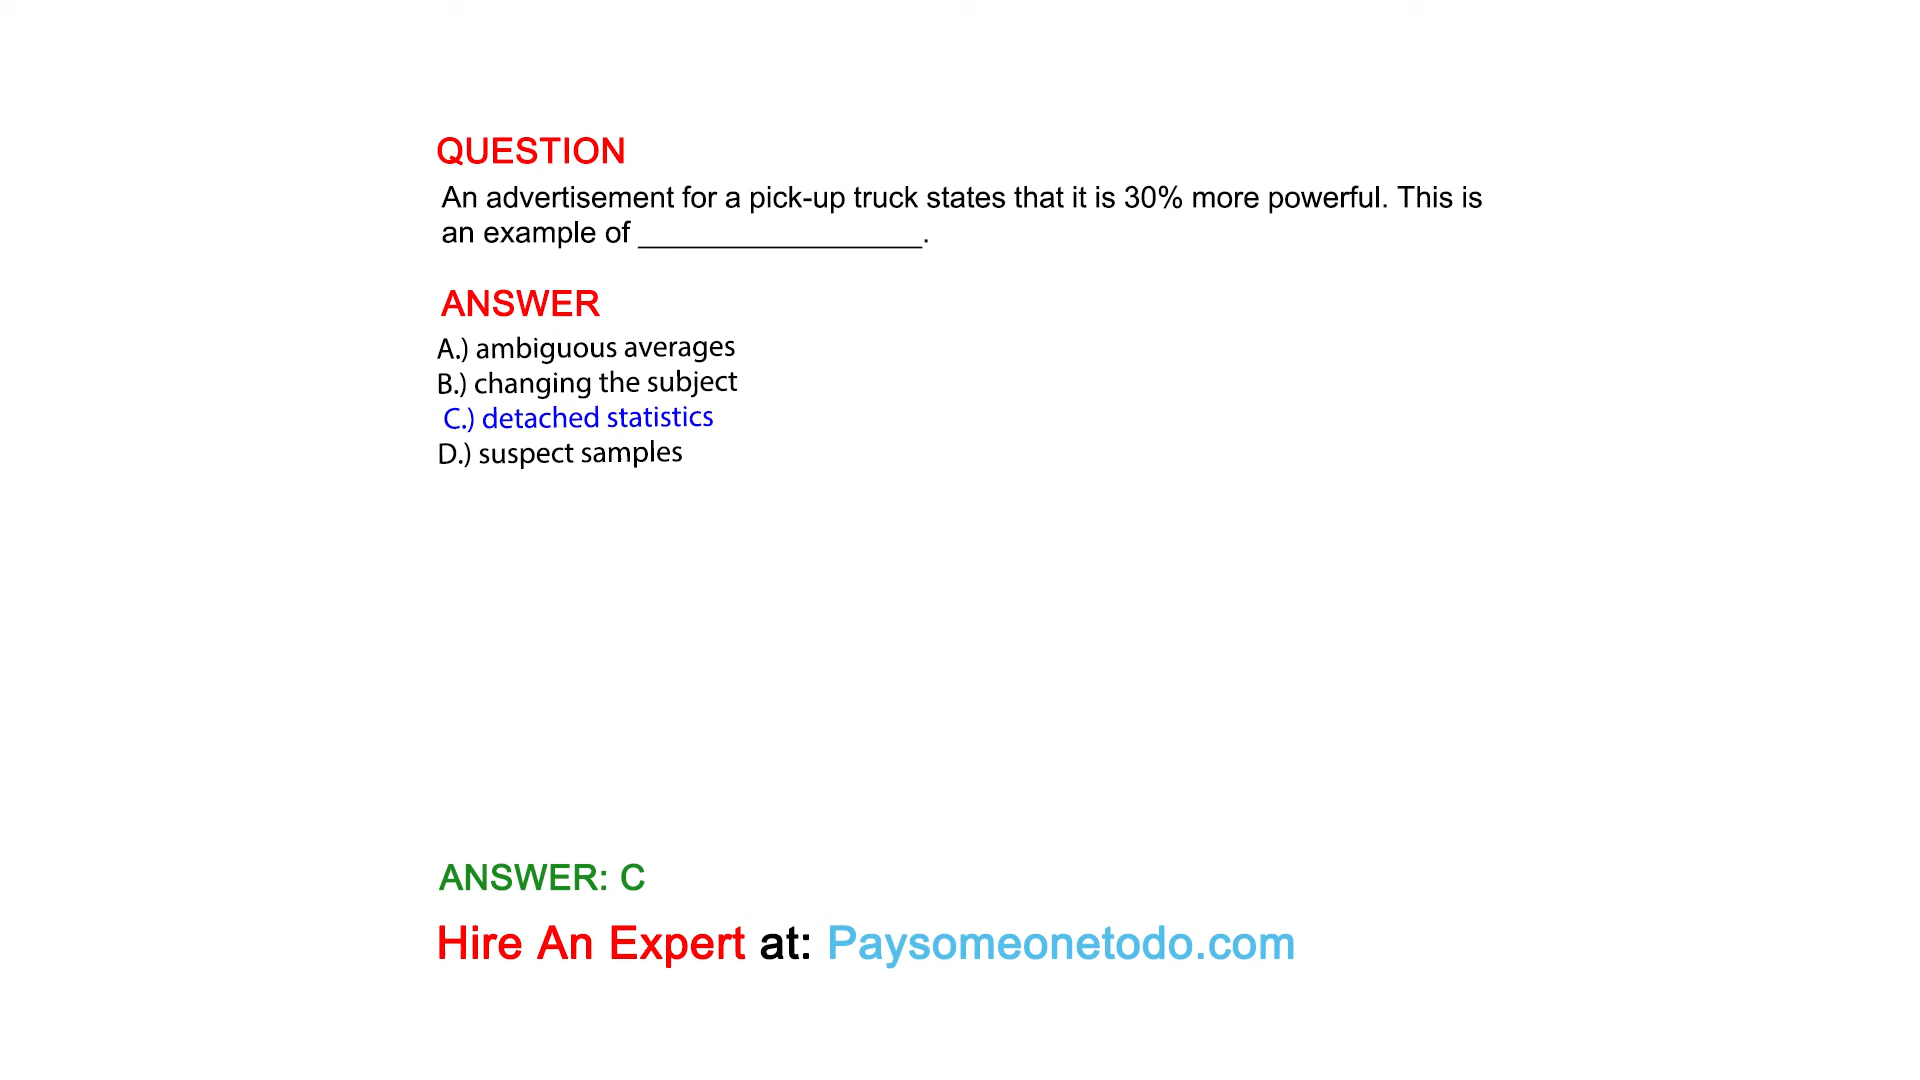 QUESTION
An advertisement for a pick-up truck states that it is 30% more powerful. This is
an example of _________________.
ANSWER
A.) ambiguous averages
B.) changing the subject
C.) detached statistics
D.) suspect samples
ANSWER: C
Hire An Expert at: Paysomeonetodo.com